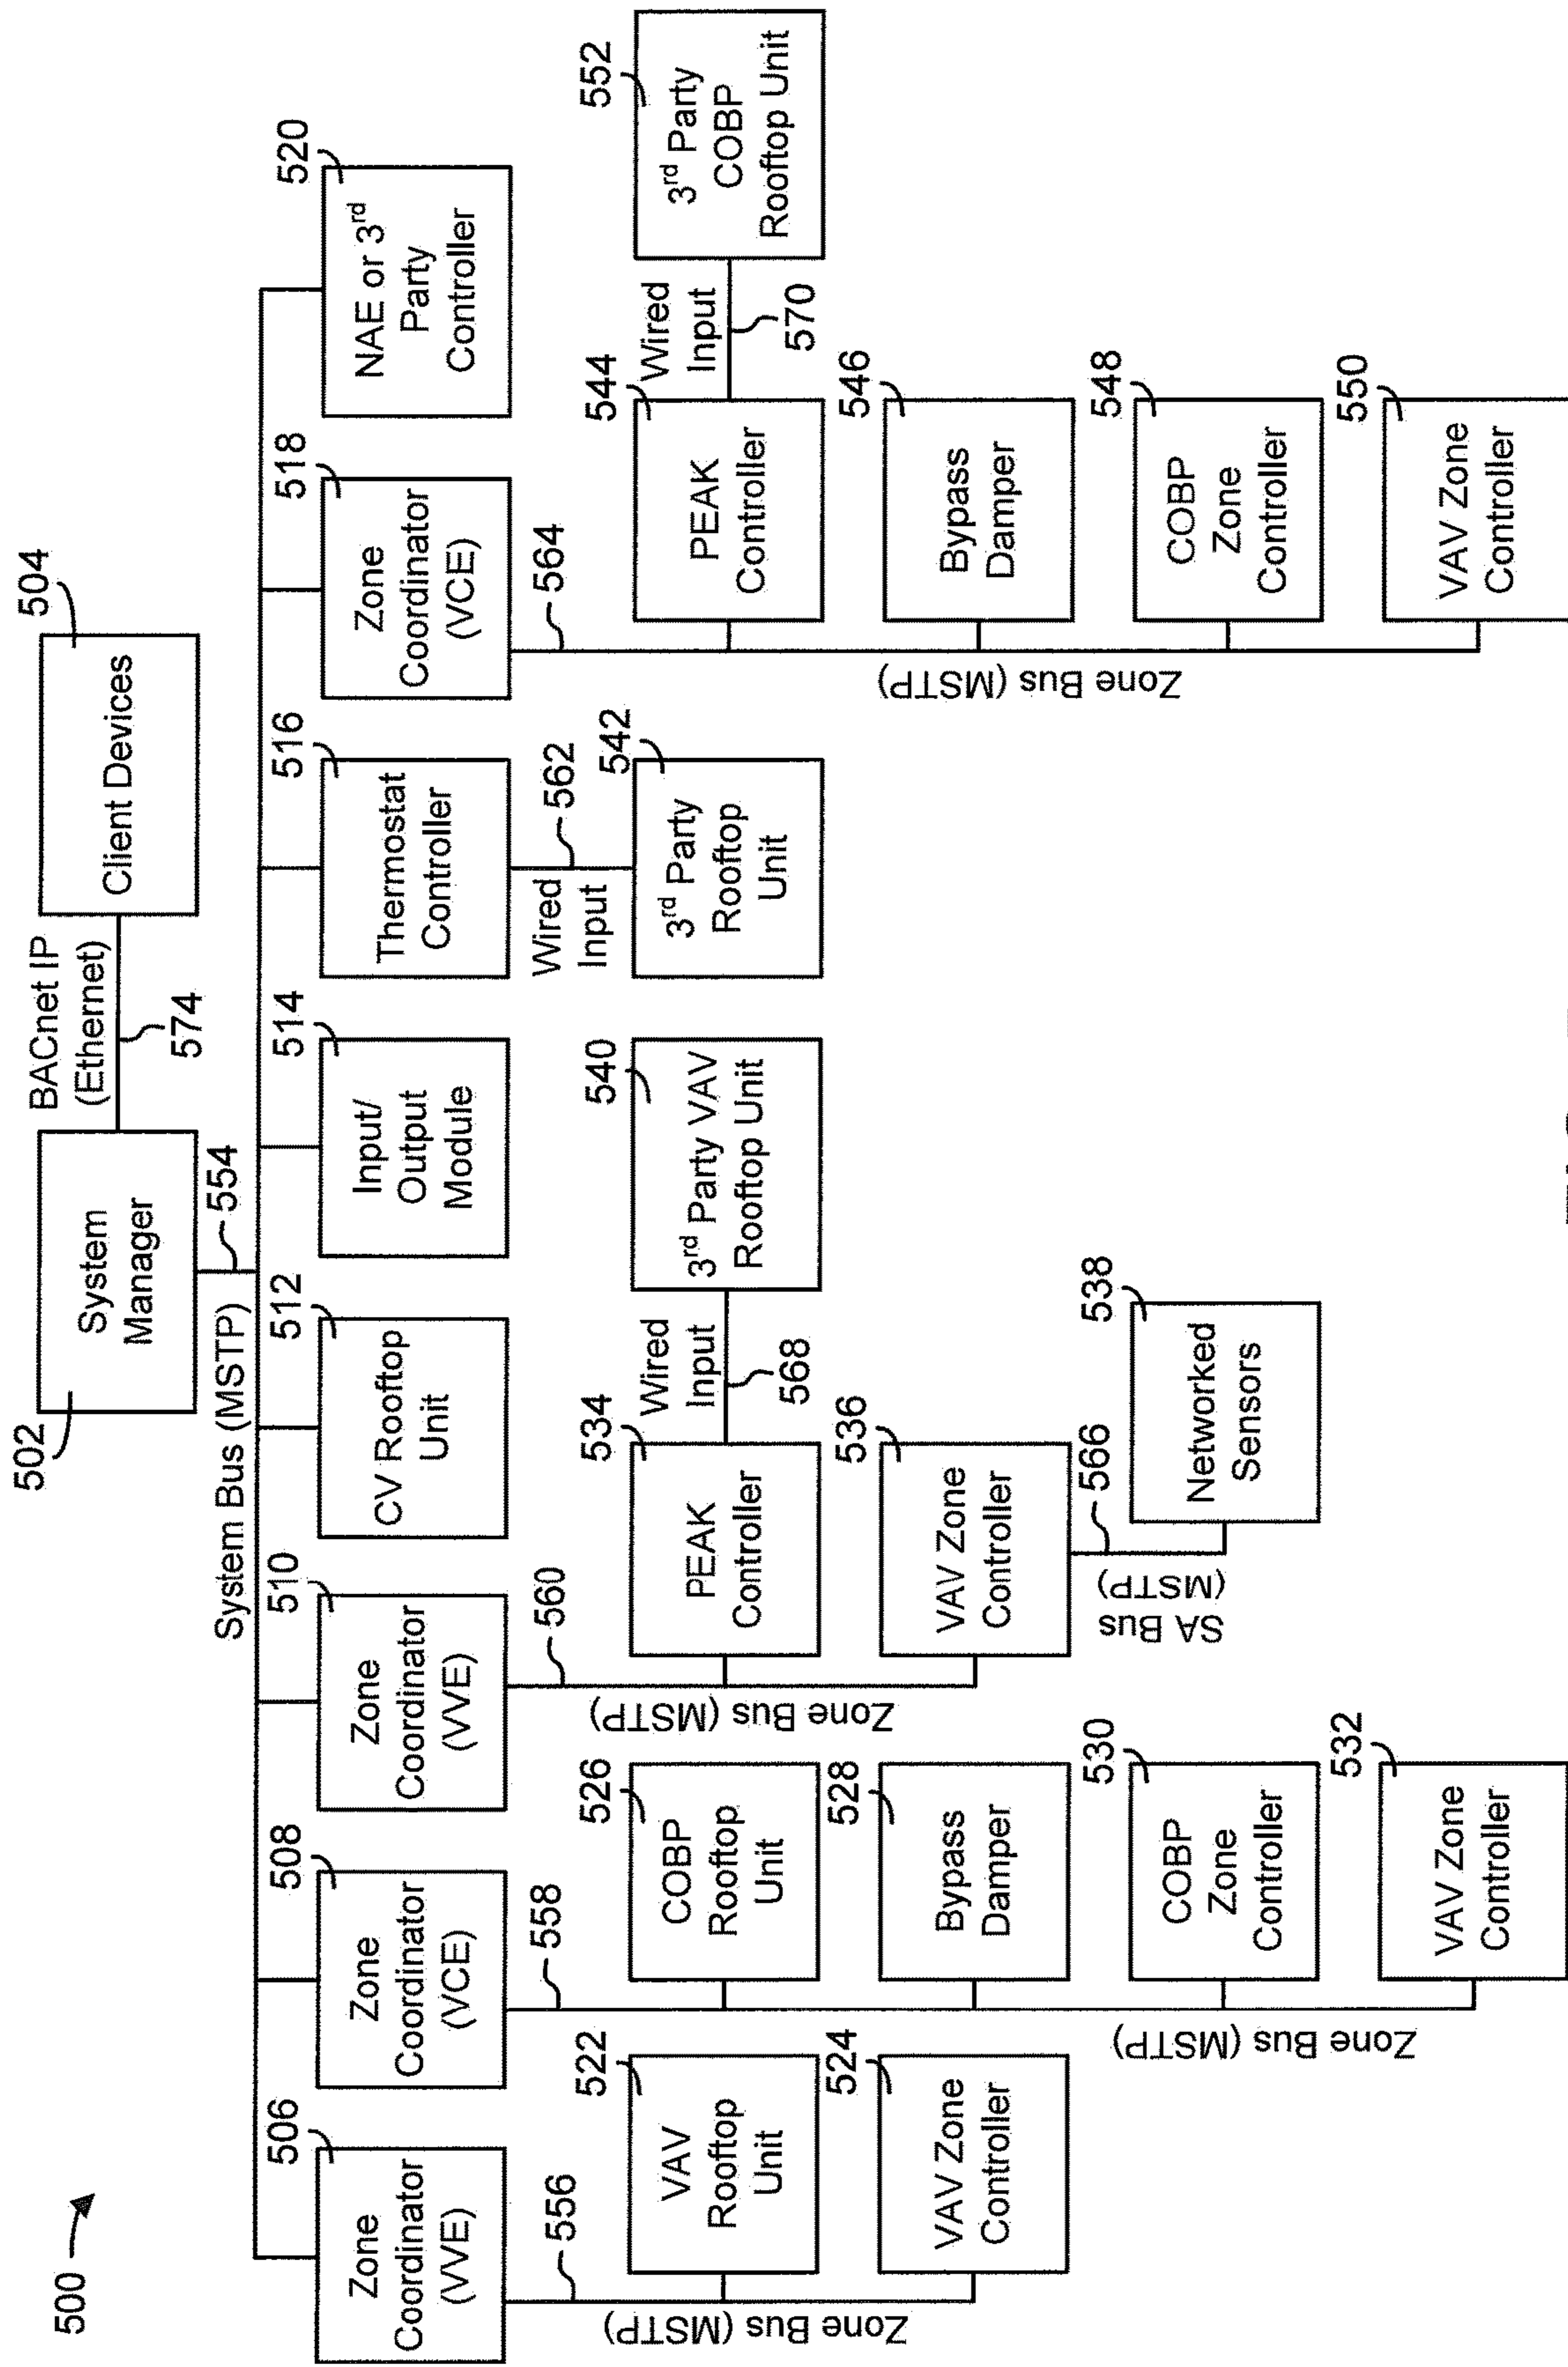 500
502
System
Manager
BACnet IP
(Ethernet)
574
Client Devices
504
554
System Bus (MSTP)
506
Zone
Coordinator
(VVE)
508
Zone
Coordinator
(VCE)
510
Zone
Coordinator
(VVE)
512
CV Rooftop
Unit
514
Input/
Output
Module
516
Thermostat
Controller
518
Zone
Coordinator
(VCE)
520
NAE or 3rd
Party
Controller
556
Zone Bus (MSTP)
522
VAV
Rooftop
Unit
524
VAV Zone
Controller
558
Zone Bus (MSTP)
526
COBP
Rooftop
Unit
528
Bypass
Damper
530
COBP
Zone
Controller
532
VAV Zone
Controller
560
Zone Bus (MSTP)
534
PEAK
Controller
Wired
Input
568
540
3rd Party VAV
Rooftop Unit
536
VAV Zone
Controller
566
SA Bus
(MSTP)
538
Networked
Sensors
Wired
Input
562
542
3rd Party
Rooftop
Unit
564
Zone Bus (MSTP)
544
PEAK
Controller
Wired
Input
570
552
3rd Party
COBP
Rooftop Unit
546
Bypass
Damper
548
COBP
Zone
Controller
550
VAV Zone
Controller